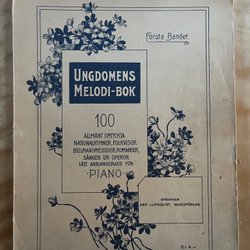 Första Bandet.
UNGDOMENS
MELODI-BOK
100
ALLMÄNT OMTYCKTA
NATIONALHYMNER, FOLKVISOR
BELLMANSMELODIER, ROMANSER,
SÅNGER UR OPEROR
LÄTT ARRANGERADE FÖR
PIANO
STOCKHOLM
ABR. LUNDQUIST, MUSIKFÖRLAG